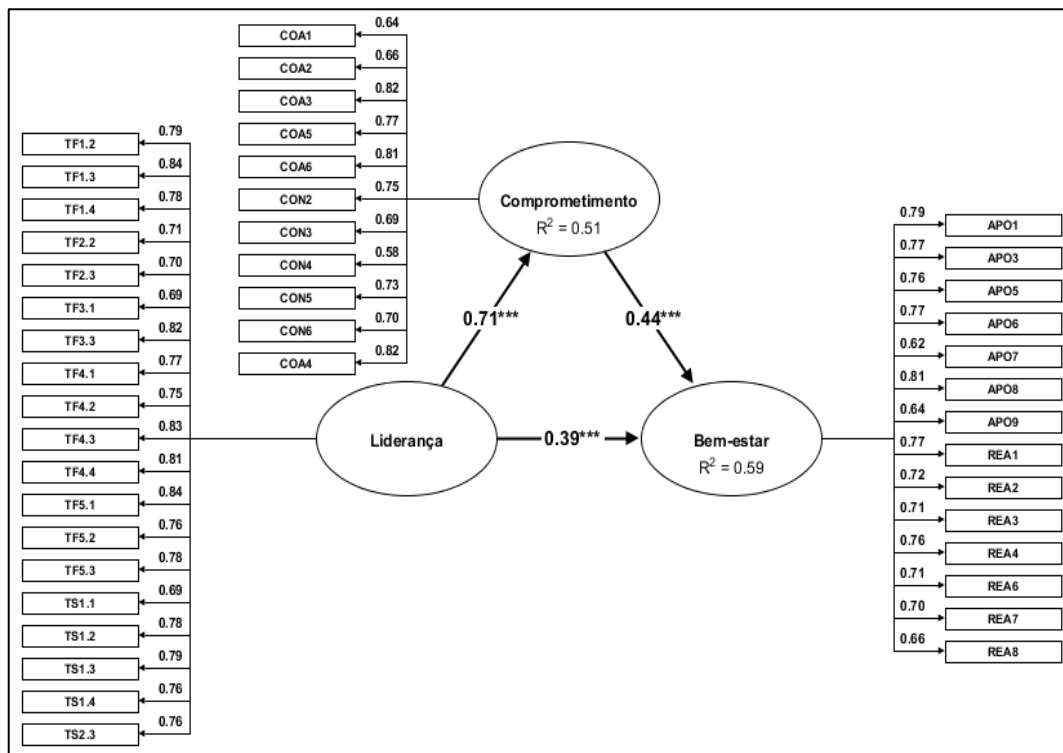 COA1 0.64
COA2 0.66
COA3 0.82
COA5 0.77
COA6 0.81
CON2 0.75
CON3 0.69
CON4 0.58
CON5 0.73
CON6 0.70
COA4 0.82
TF1.2 0.79
TF1.3 0.84
TF1.4 0.78
TF2.2 0.71
TF2.3 0.70
TF3.1 0.69
TF3.3 0.82
TF4.1 0.77
TF4.2 0.75
TF4.3 0.83
TF4.4 0.81
TF5.1 0.84
TF5.2 0.76
TF5.3 0.78
TS1.1 0.69
TS1.2 0.78
TS1.3 0.79
TS1.4 0.76
TS2.3 0.76
Comprometimento
R² = 0.51
0.71***
0.44***
Liderança
0.39***
Bem-estar
R² = 0.59
0.79 APO1
0.77 APO3
0.76 APO5
0.77 APO6
0.62 APO7
0.81 APO8
0.64 APO9
0.77 REA1
0.72 REA2
0.71 REA3
0.76 REA4
0.71 REA6
0.70 REA7
0.66 REA8